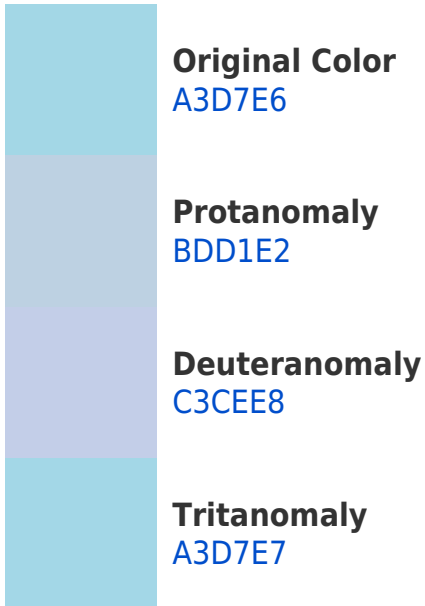 Original Color
A3D7E6
Protanomaly
BDD1E2
Deuteranomaly
C3CEE8
Tritanomaly
A3D7E7